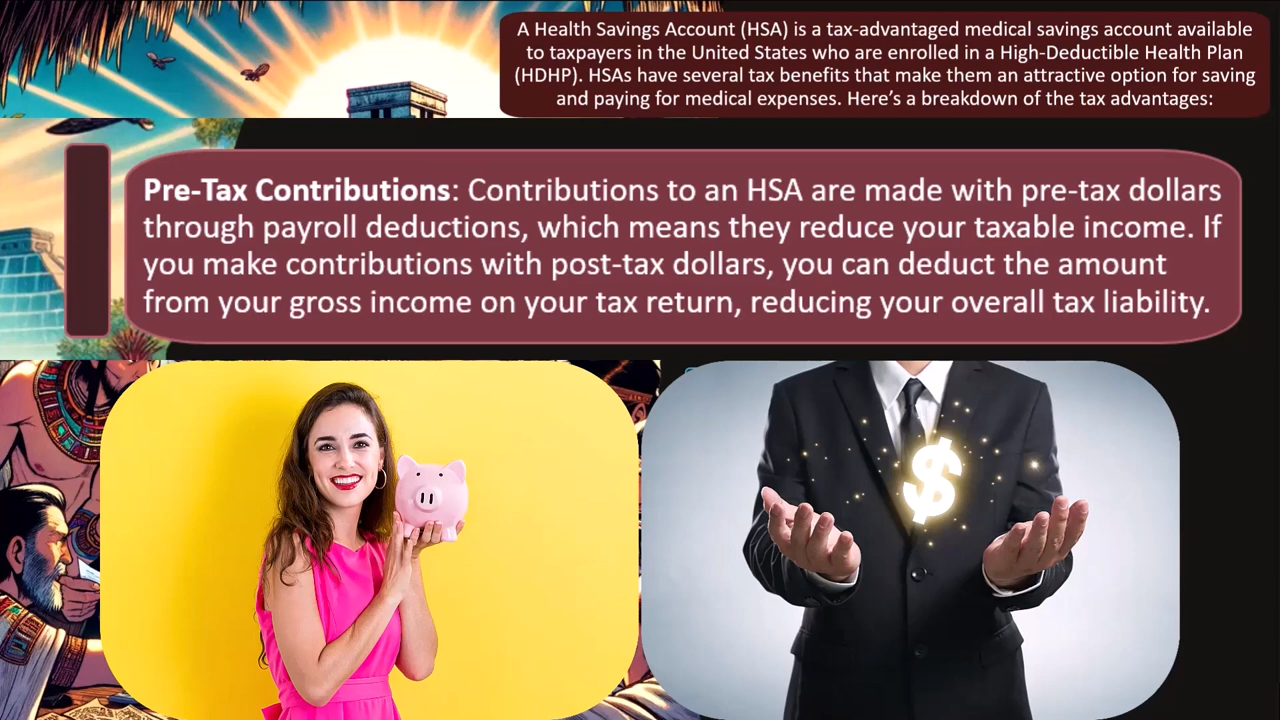 A Health Savings Account (HSA) is a tax-advantaged medical savings account available
to taxpayers in the United States who are enrolled in a High-Deductible Health Plan
(HDHP). HSAs have several tax benefits that make them an attractive option for saving
and paying for medical expenses. Here’s a breakdown of the tax advantages:
Pre-Tax Contributions: Contributions to an HSA are made with pre-tax dollars
through payroll deductions, which means they reduce your taxable income. If
you make contributions with post-tax dollars, you can deduct the amount
from your gross income on your tax return, reducing your overall tax liability.
$